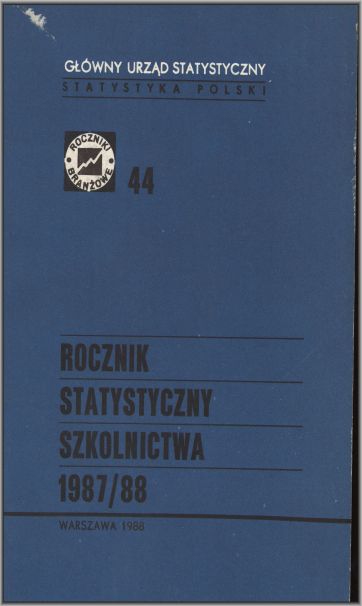 GŁÓWNY URZĄD STATYSTYCZNY
STATYSTYKA POLSKI
ROCZNIKI
BRANŻOWE
44
ROCZNIK
STATYSTYCZNY
SZKOLNICTWA
1987/88
WARSZAWA 1988